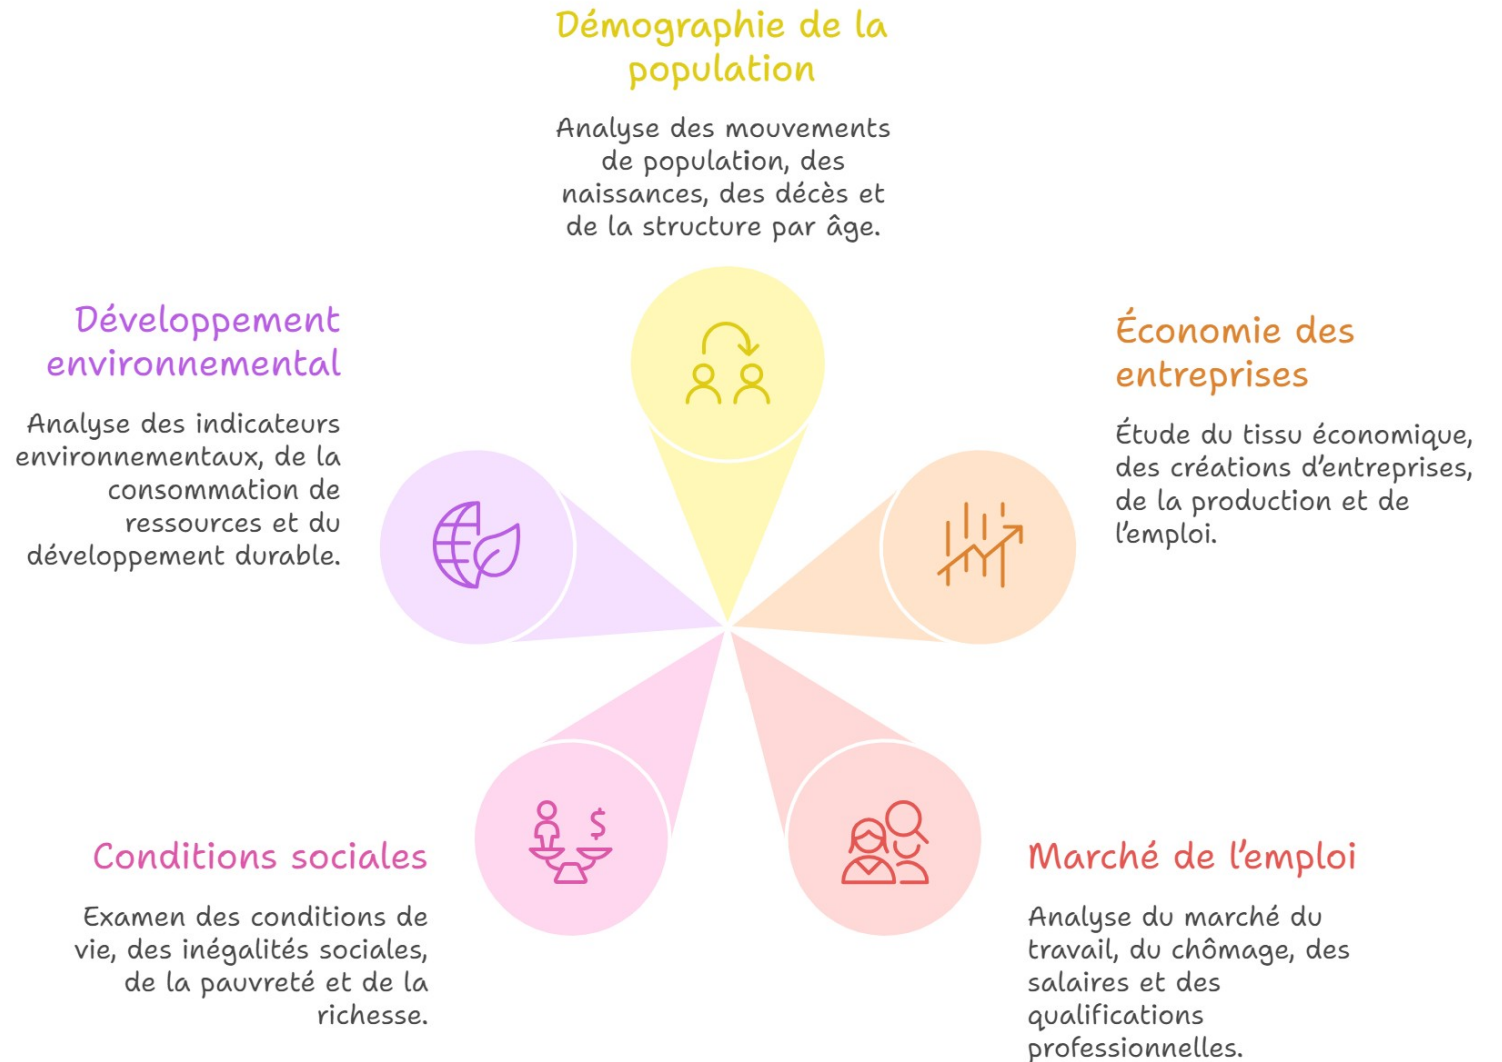 Démographie de la
population
Analyse des mouvements
de population, des
naissances, des décès et
de la structure par âge.
Développement
environnemental
Analyse des indicateurs
environnementaux, de la
consommation de
ressources et du
développement durable.
Économie des
entreprises
Étude du tissu économique,
des créations d'entreprises,
de la production et de
l'emploi.
$
Conditions sociales
Examen des conditions de
vie, des inégalités sociales,
de la pauvreté et de la
richesse.
Marché de l'emploi
Analyse du marché du
travail, du chômage, des
salaires et des
qualifications
professionnelles.